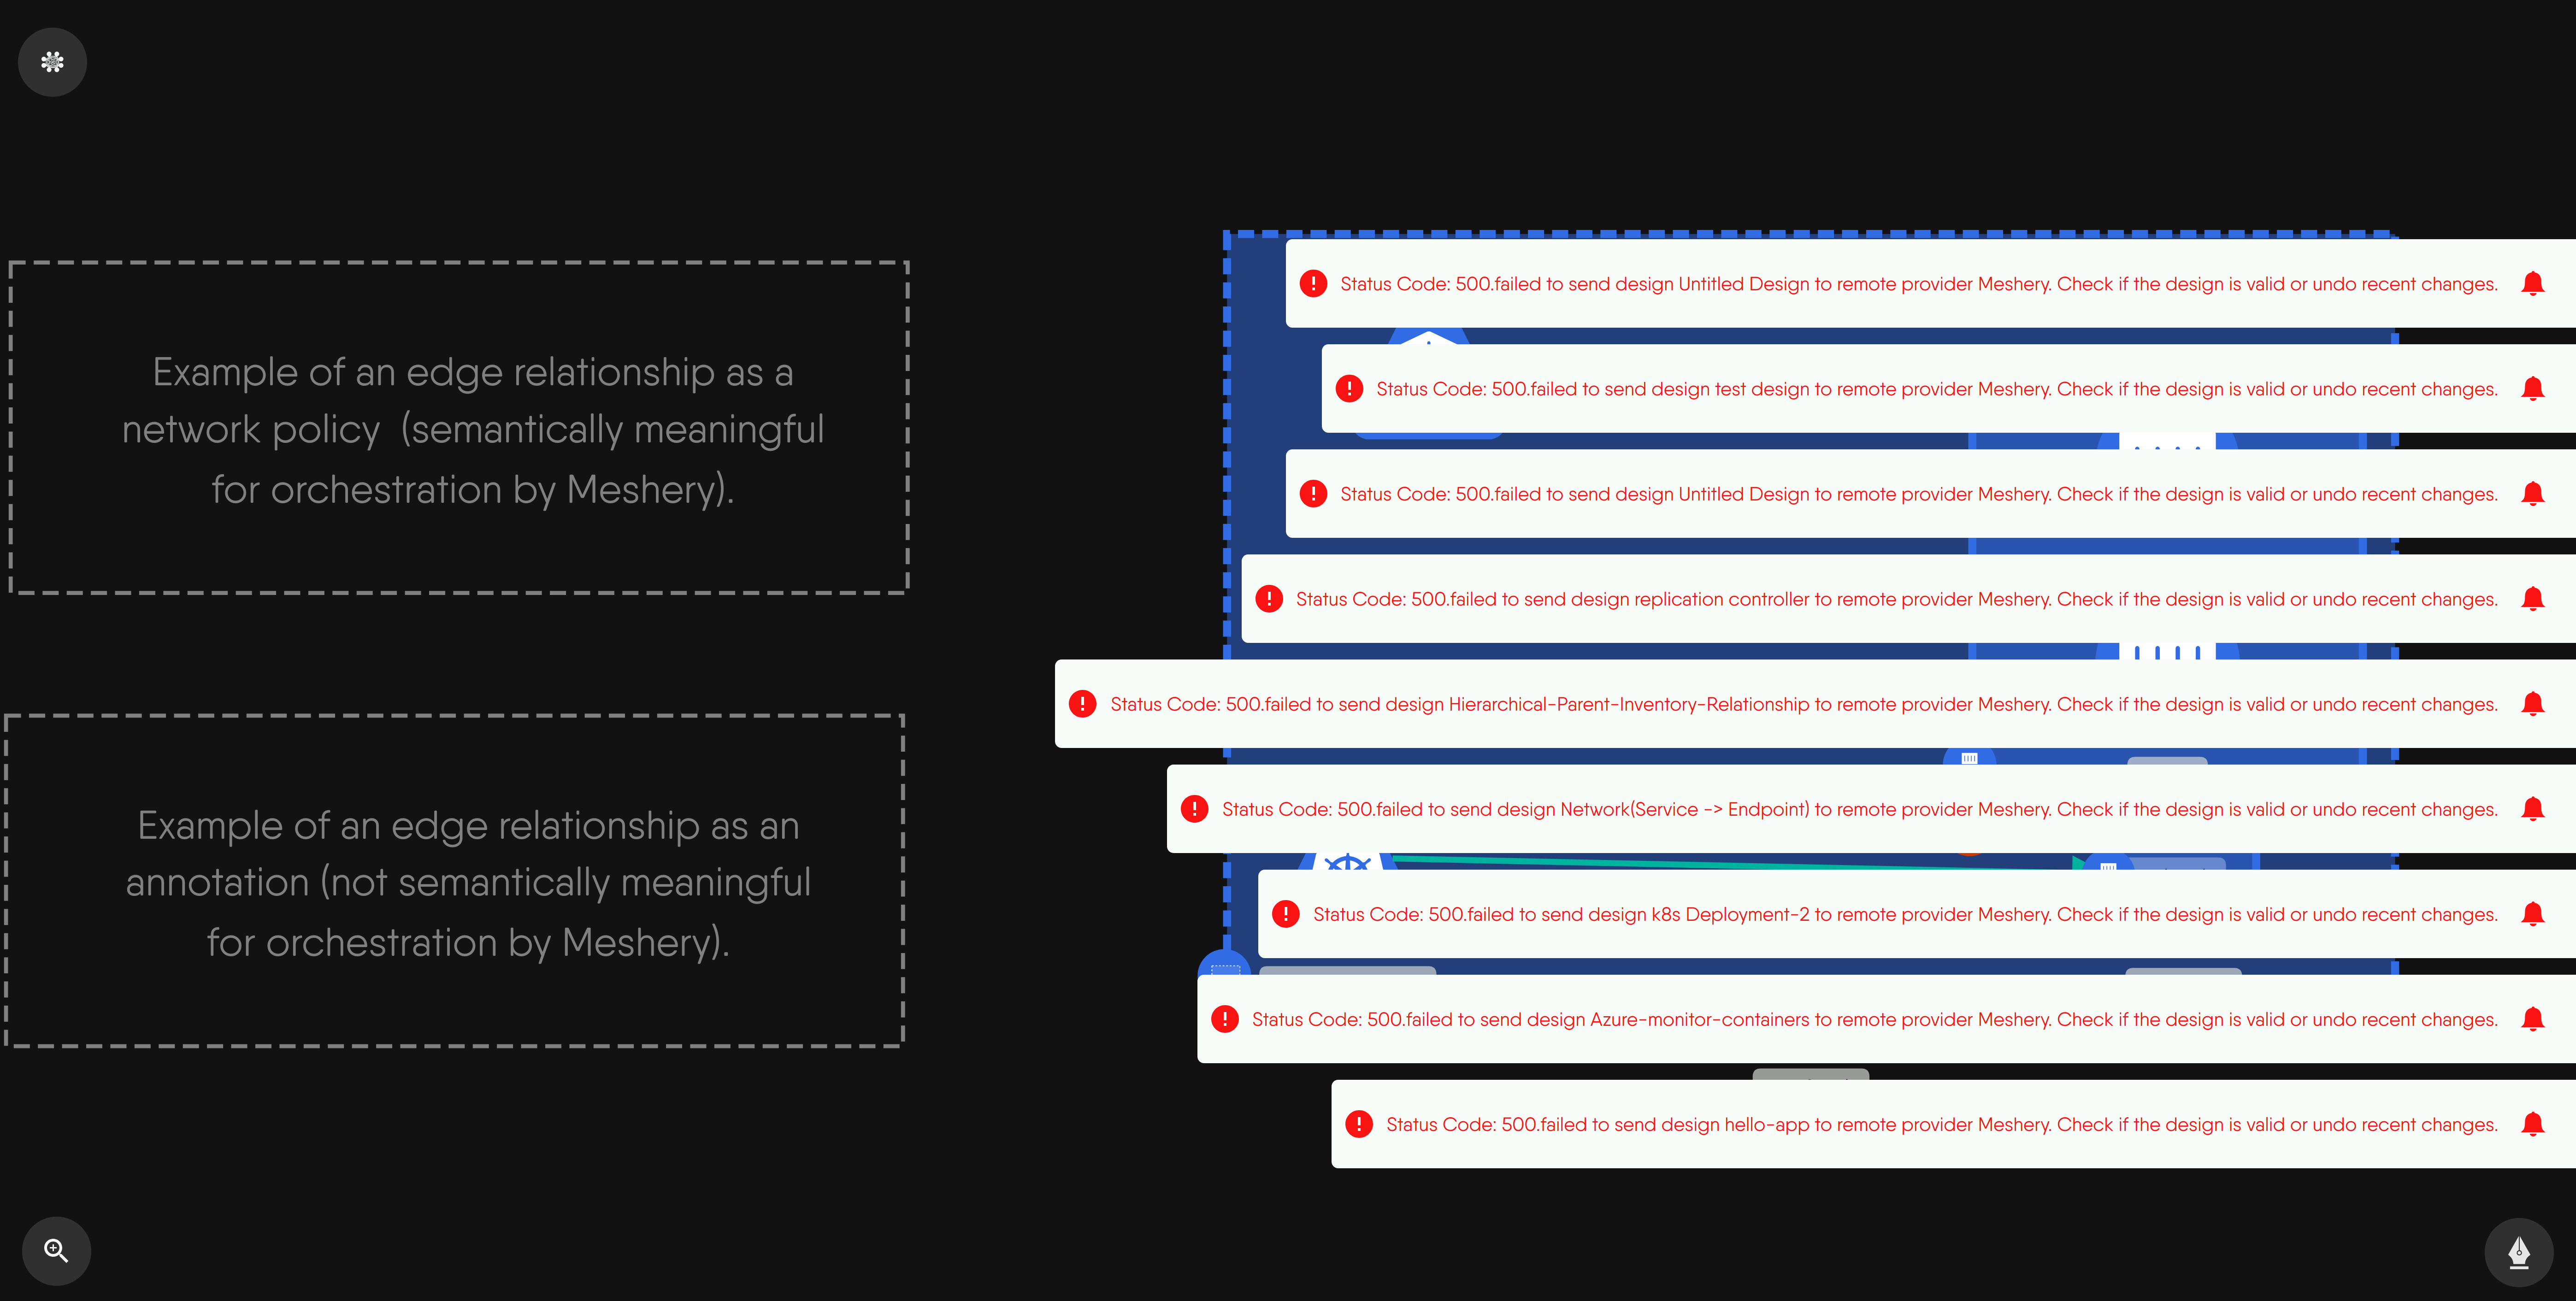 Example of an edge relationship as a
network policy  (semantically meaningful
for orchestration by Meshery).
Example of an edge relationship as an
annotation (not semantically meaningful
for orchestration by Meshery).
Status Code: 500.failed to send design Untitled Design to remote provider Meshery. Check if the design is valid or undo recent changes.
Status Code: 500.failed to send design test design to remote provider Meshery. Check if the design is valid or undo recent changes.
Status Code: 500.failed to send design Untitled Design to remote provider Meshery. Check if the design is valid or undo recent changes.
Status Code: 500.failed to send design replication controller to remote provider Meshery. Check if the design is valid or undo recent changes.
Status Code: 500.failed to send design Hierarchical-Parent-Inventory-Relationship to remote provider Meshery. Check if the design is valid or undo recent changes.
Status Code: 500.failed to send design Network(Service -> Endpoint) to remote provider Meshery. Check if the design is valid or undo recent changes.
Status Code: 500.failed to send design k8s Deployment-2 to remote provider Meshery. Check if the design is valid or undo recent changes.
Status Code: 500.failed to send design Azure-monitor-containers to remote provider Meshery. Check if the design is valid or undo recent changes.
Status Code: 500.failed to send design hello-app to remote provider Meshery. Check if the design is valid or undo recent changes.